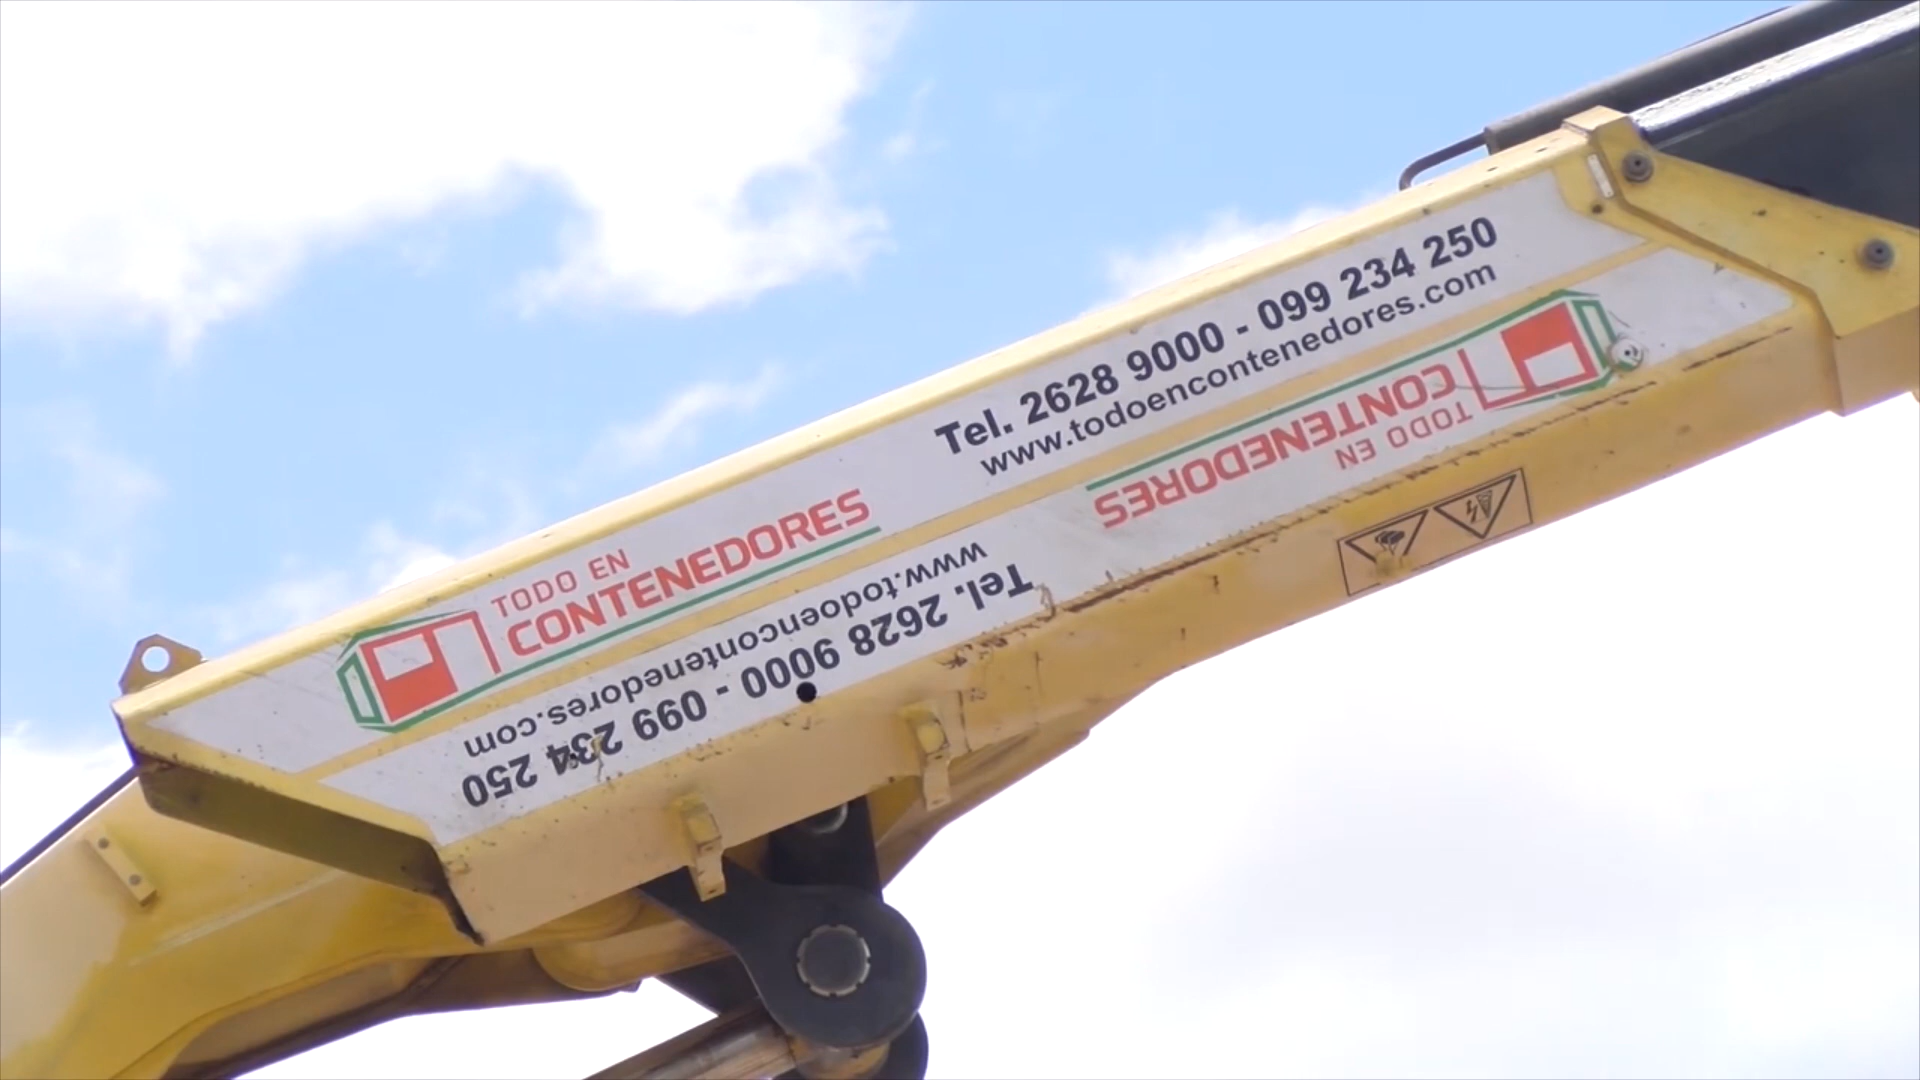 TODO EN
CONTENEDORES
Tel. 2628 9000 - 099 234 250
www.todoencontenedores.com
TODO EN
CONTENEDORES
Tel. 2628 9000 - 099 234 250
www.todoencontenedores.com